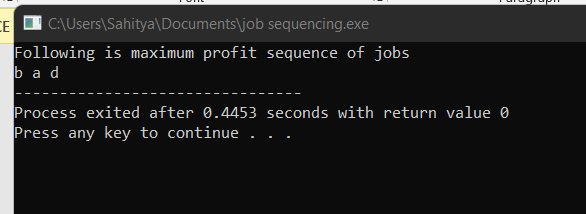 Font
Paragraph
CE
C:\Users\Sahitya\Documents\job sequencing.exe
Following is maximum profit sequence of jobs
b a d
--------------------------------
Process exited after 0.4453 seconds with return value 0
Press any key to continue . . .